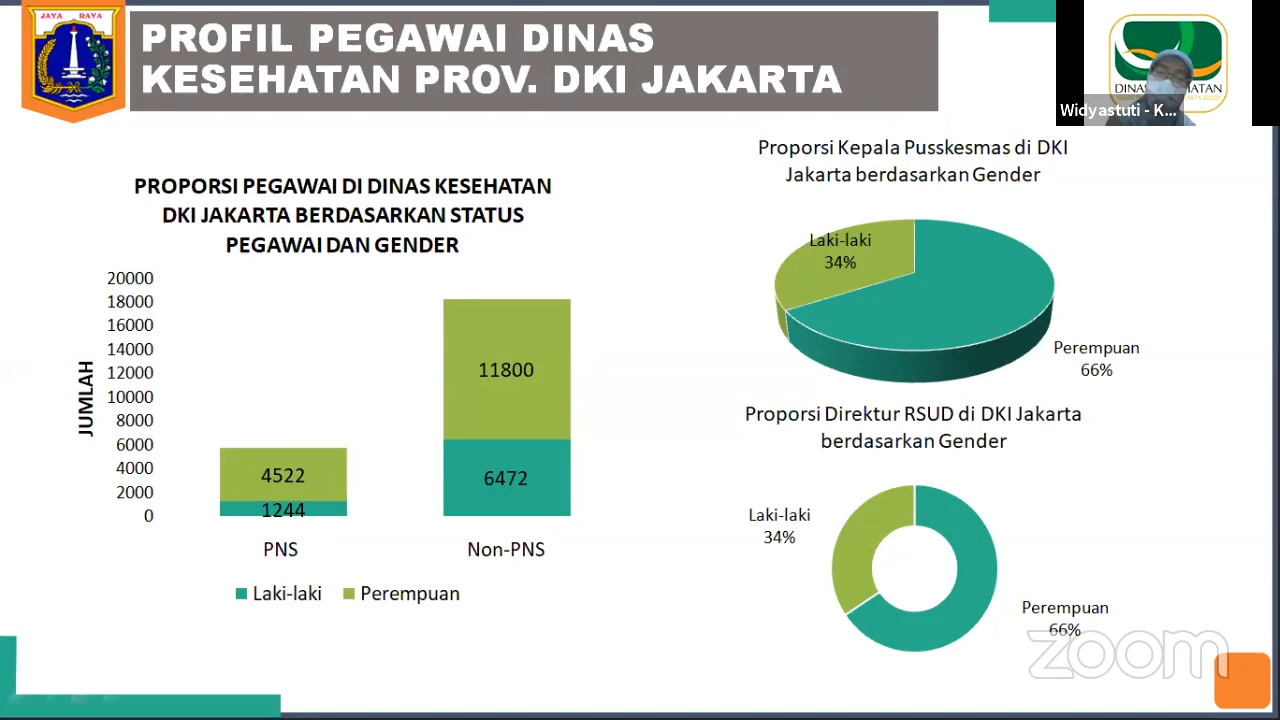 JAYA RAYA
PROFIL PEGAWAI DINAS
KESEHATAN PROV. DKI JAKARTA
Widyastuti - K...
PROPORSI PEGAWAI DI DINAS KESEHATAN
DKI JAKARTA BERDASARKAN STATUS
PEGAWAI DAN GENDER
JUMLAH
20000
18000
16000
14000
12000
10000
8000
6000
4000
2000
0
4522
1244
11800
6472
PNS
Non-PNS
Laki-laki
Perempuan
Proporsi Kepala Pusskesmas di DKI
Jakarta berdasarkan Gender
Laki-laki
34%
Perempuan
66%
Proporsi Direktur RSUD di DKI Jakarta
berdasarkan Gender
Laki-laki
34%
Perempuan
66%
zoom